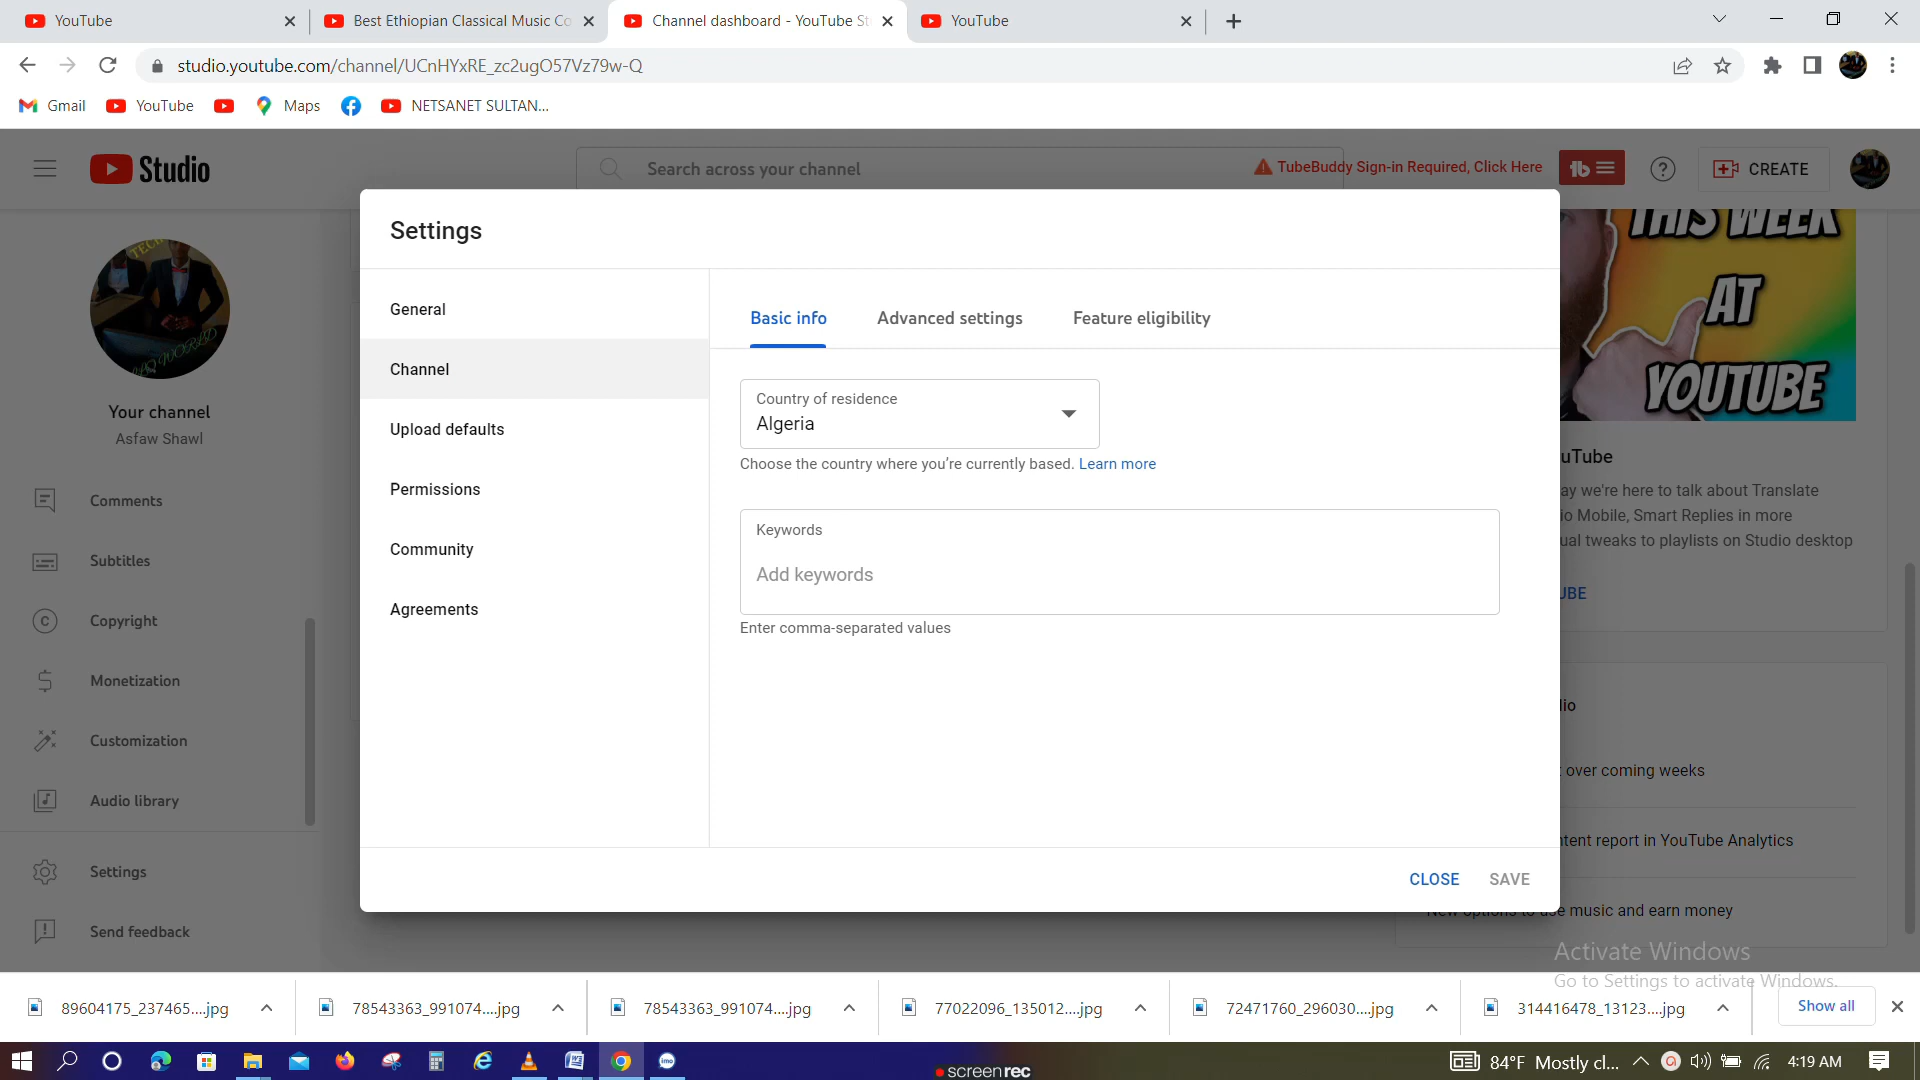 YouTube
Best Ethiopian Classical Music Co
Channel dashboard - YouTube St
YouTube
studio.youtube.com/channel/UCnHYxRE_zc2ugO57Vz79w-Q
Gmail
YouTube
Maps
NETSANET SULTAN...
Studio
Search across your channel
TubeBuddy Sign-in Required, Click Here
tb
CREATE
Settings
General
Channel
Upload defaults
Permissions
Community
Agreements
Basic info
Advanced settings
Feature eligibility
Country of residence
Algeria
Choose the country where you're currently based. Learn more
Keywords
Add keywords
Enter comma-separated values
CLOSE
SAVE
Your channel
Asfaw Shawl
Comments
Subtitles
Copyright
Monetization
Customization
Audio library
Settings
Send feedback
THIS WEEK
AT
YOUTUBE
uTube
ay we're here to talk about Translate
io Mobile, Smart Replies in more
ual tweaks to playlists on Studio desktop
UBE
lio
over coming weeks
ntent report in YouTube Analytics
New options to use music and earn money
Activate Windows
Go to Settings to activate Windows.
89604175_237465....jpg
78543363_991074....jpg
78543363_991074....jpg
77022096_135012....jpg
72471760_296030....jpg
314416478_13123....jpg
Show all
imo
screenrec
84°F Mostly cl...
4:19 AM